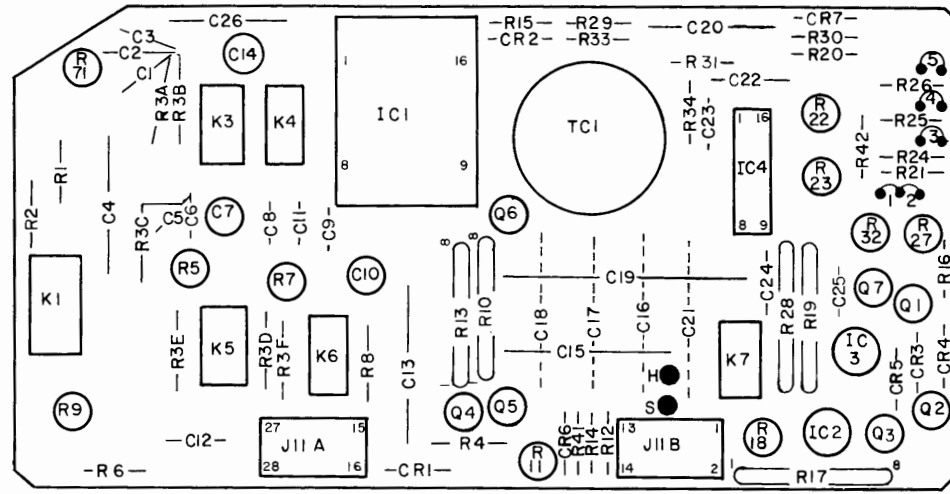 C26 R15 R29 C20 CR7
C3 CR2 R33 R30
C2 C14 R20
R71 C1 R31 5
1 16 C22 R26
R3A R3B K3 K4 IC1 TC1 R34 C23 1 16 R22 4
R25
R42 3
R1 8 9 IC4 R23 R24
R21
R2 C4 R3C C5 C6 C7 C8 C11 C9 Q6 8 9 1 2
R32 R27
8 8
R5 R7 C10 C19 C24 C25 Q7 R16
K1 R13 R10 C18 C17 C16 C21 R28 R19 Q1
R3E K5 R3D R3F K6 R8 C13 C15 K7 IC3 CR5 CR3 CR4
H
R9 Q4 Q5 S Q2
27 15 CR6 R41 R14 R12 13 1
C12 J11A R4 J11B R18 IC2 Q3
28 16 R11 14 2 1 8
R6 CR1 R17